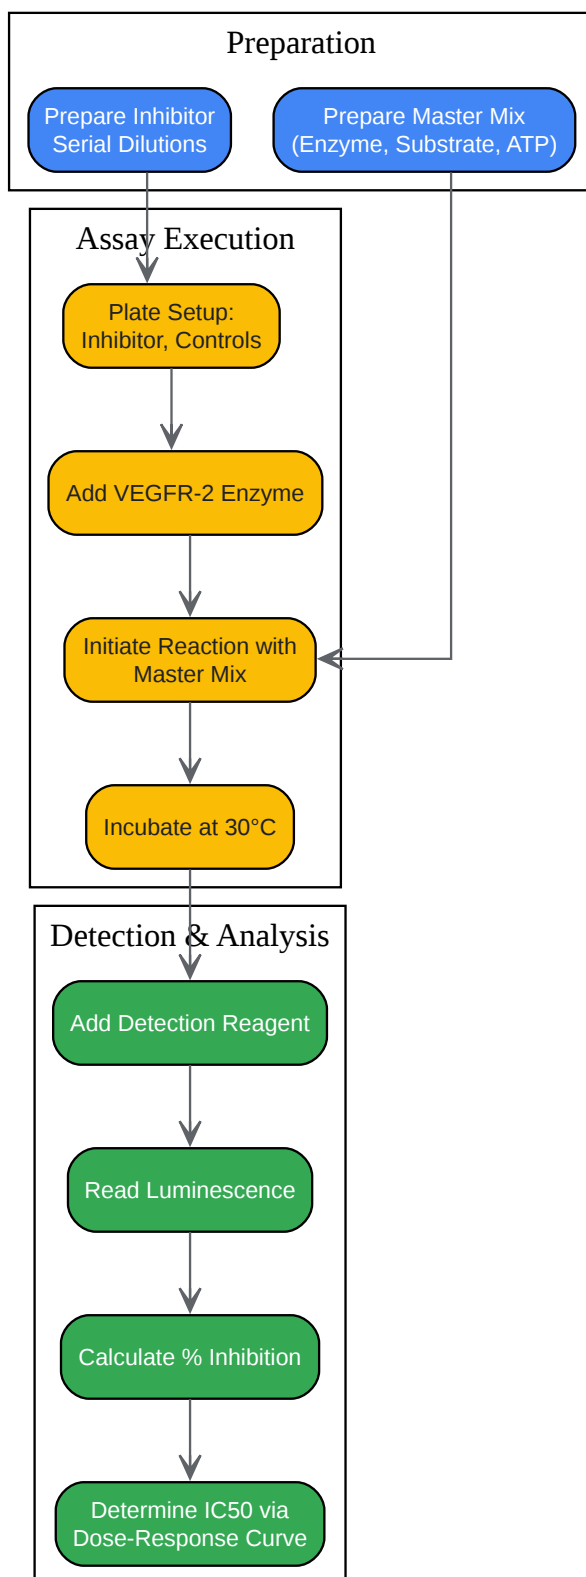 Preparation
Prepare Inhibitor
Serial Dilutions
Prepare Master Mix
(Enzyme, Substrate, ATP)
Assay Execution
Plate Setup:
Inhibitor, Controls
Add VEGFR-2 Enzyme
Initiate Reaction with
Master Mix
Incubate at 30°C
Detection & Analysis
Add Detection Reagent
Read Luminescence
Calculate % Inhibition
Determine IC50 via
Dose-Response Curve